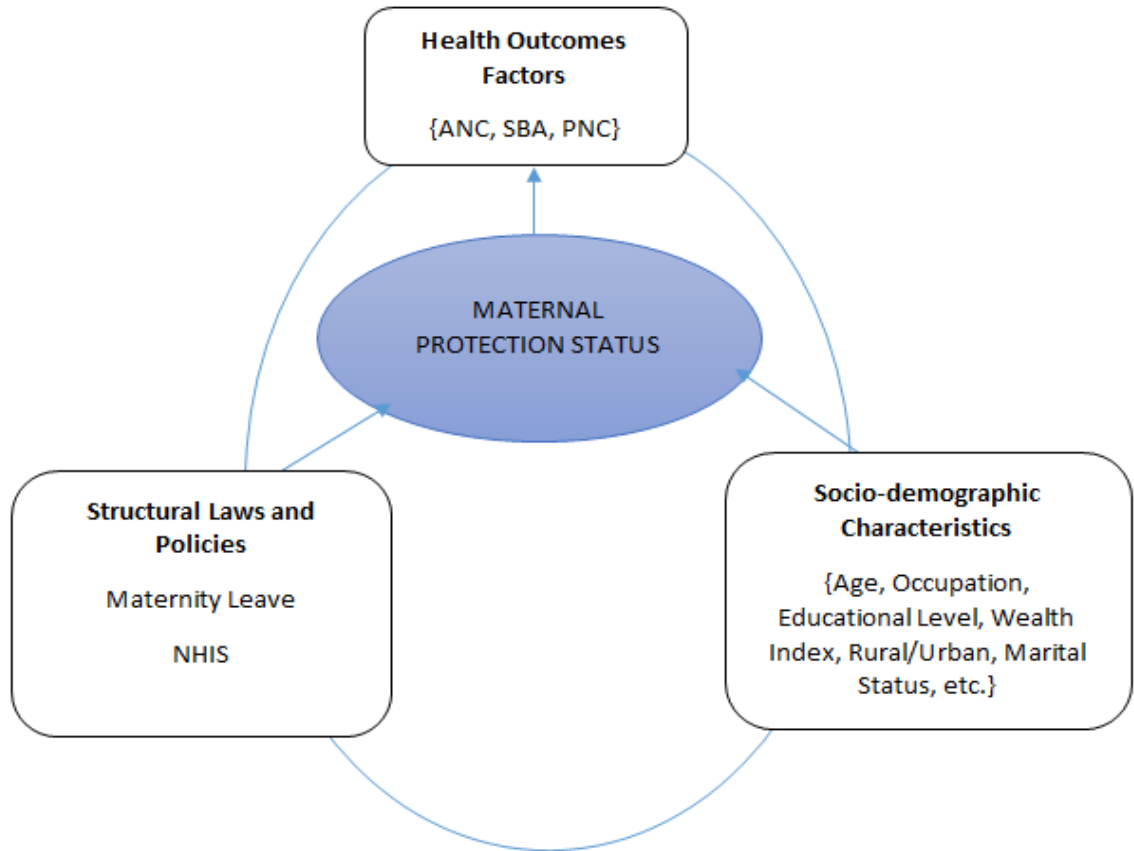 Health Outcomes
Factors
{ANC, SBA, PNC}
MATERNAL
PROTECTION STATUS
Structural Laws and
Policies
Maternity Leave
NHIS
Socio-demographic
Characteristics
{Age, Occupation,
Educational Level, Wealth
Index, Rural/Urban, Marital
Status, etc.}